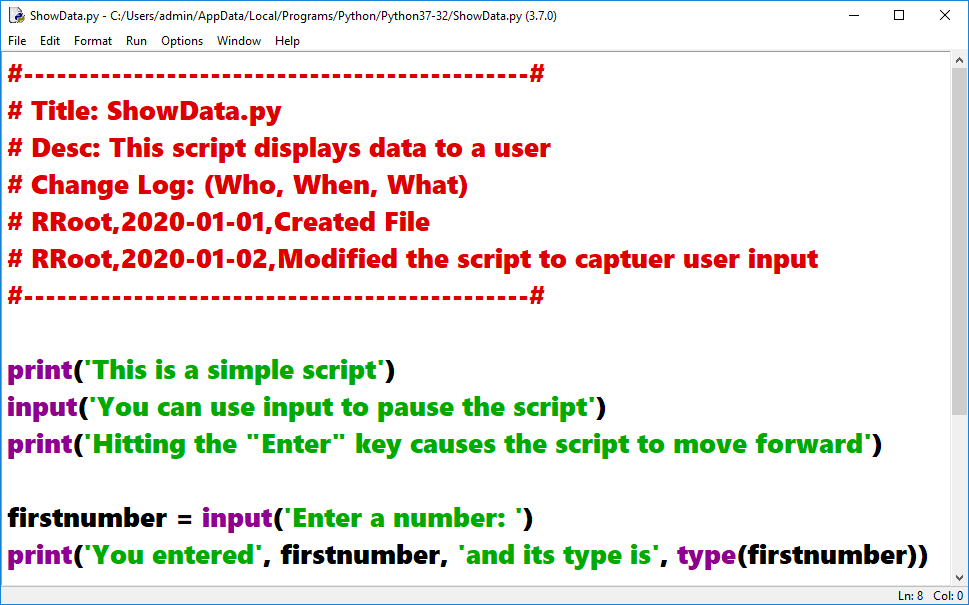 ShowData.py - C:/Users/admin/AppData/Local/Programs/Python/Python37-32/ShowData.py (3.7.0)
File Edit Format Run Options Window Help
#----------------------------------------------#
# Title: ShowData.py
# Desc: This script displays data to a user
# Change Log: (Who, When, What)
# RRoot,2020-01-01,Created File
# RRoot,2020-01-02,Modified the script to captuer user input
#----------------------------------------------#
print('This is a simple script')
input('You can use input to pause the script')
print('Hitting the "Enter" key causes the script to move forward')
firstnumber = input('Enter a number: ')
print('You entered', firstnumber, 'and its type is', type(firstnumber))
Ln: 8 Col: 0